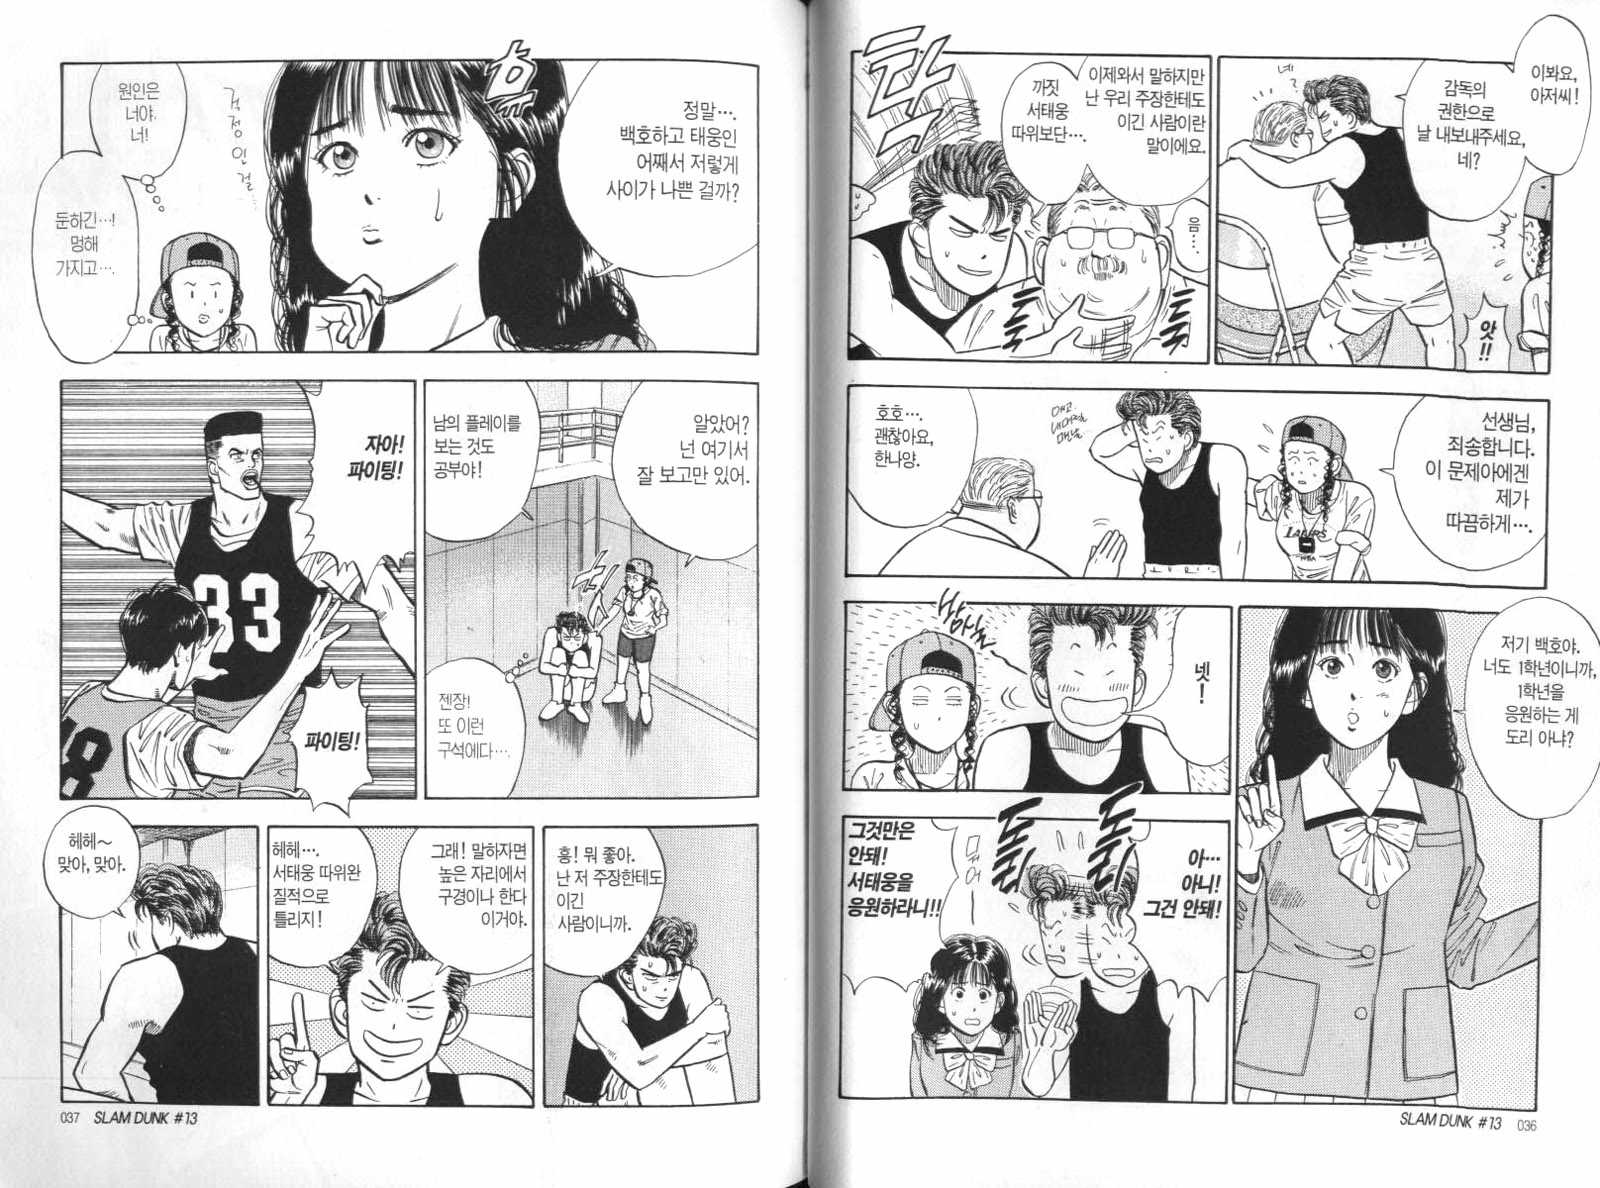 이봐요,
아저씨!
감독의
권한으로
날 내보내주세요,
네?
네?
앗!!
이제와서 말하지만
난 우리 주장한테도
이긴 사람이란
말이에요.
까짓
서태웅
따위보단….
음…
탁
선생님,
죄송합니다.
이 문제아에겐
제가
따끔하게….
LAKERS
NBA
호호….
괜찮아요,
한나양.
저기 백호야.
너도 1학년이니까,
1학년을
응원하는 게
도리 아냐?
넷!
아…
아니!
그건 안돼!
도리
도리
그것만은
안돼!
서태웅을
응원하라니!!
SLAM DUNK #13 036
정말….
백호하고 태웅인
어째서 저렇게
사이가 나쁜 걸까?
흐
걱정인걸
원인은
너야.
너!
둔하긴…!
멍해
가지고….
알았어?
넌 여기서
잘 보고만 있어.
남의 플레이를
보는 것도
공부야!
젠장!
또 이런
구석에다….
자아!
파이팅!
33
파이팅!
흥! 뭐 좋아.
난 저 주장한테도
이긴
사람이니까.
그래! 말하자면
높은 자리에서
구경이나 한다
이거야.
헤헤….
서태웅 따위완
질적으로
틀리지!
헤헤~
맞아, 맞아.
037 SLAM DUNK #13